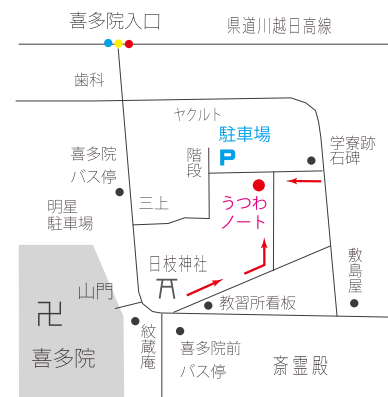 喜多院入口
県道川越日高線
歯科
ヤクルト
駐車場
P
階段
学寮跡
石碑
喜多院
バス停
三上
うつわ
ノート
明星
駐車場
日枝神社
敷島屋
山門
卍
教習所看板
喜多院
紋蔵庵
喜多院前
バス停
斎霊殿